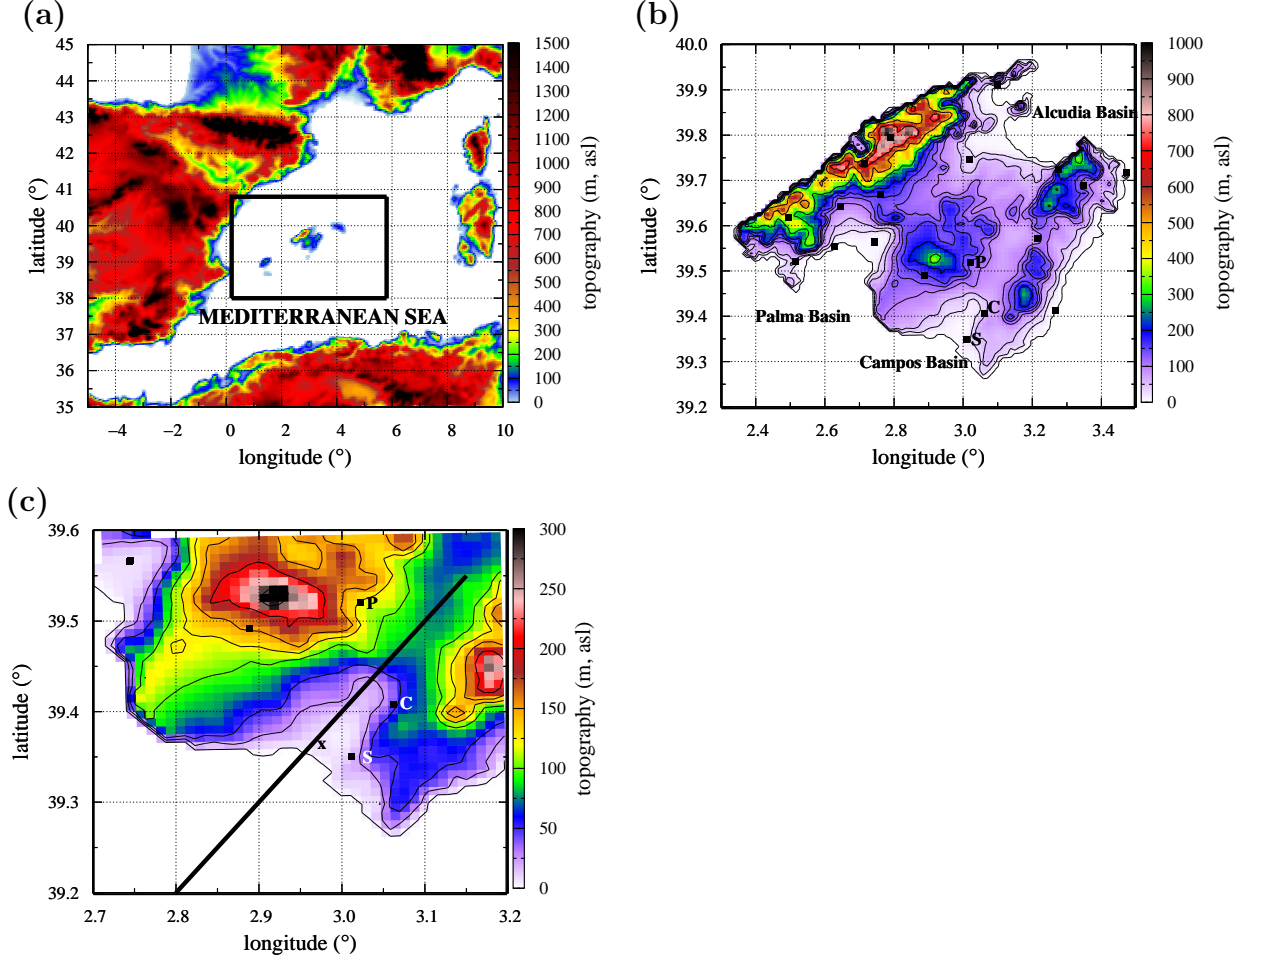 (a)
45
44
43
42
41
40
39
38
37
36
35
latitude (°)
−4 −2 0 2 4 6 8 10
longitude (°)
MEDITERRANEAN SEA
1500
1400
1300
1200
1100
1000
900
800
700
600
500
400
300
200
100
0
topography (m, asl)
(b)
40.0
39.9
39.8
39.7
39.6
39.5
39.4
39.3
39.2
latitude (°)
2.4 2.6 2.8 3.0 3.2 3.4
longitude (°)
Alcudia Basin
P
C
Palma Basin
S
Campos Basin
1000
900
800
700
600
500
400
300
200
100
0
topography (m, asl)
(c)
39.6
39.5
39.4
39.3
39.2
latitude (°)
2.7 2.8 2.9 3.0 3.1 3.2
longitude (°)
P
C
x
S
300
250
200
150
100
50
0
topography (m, asl)